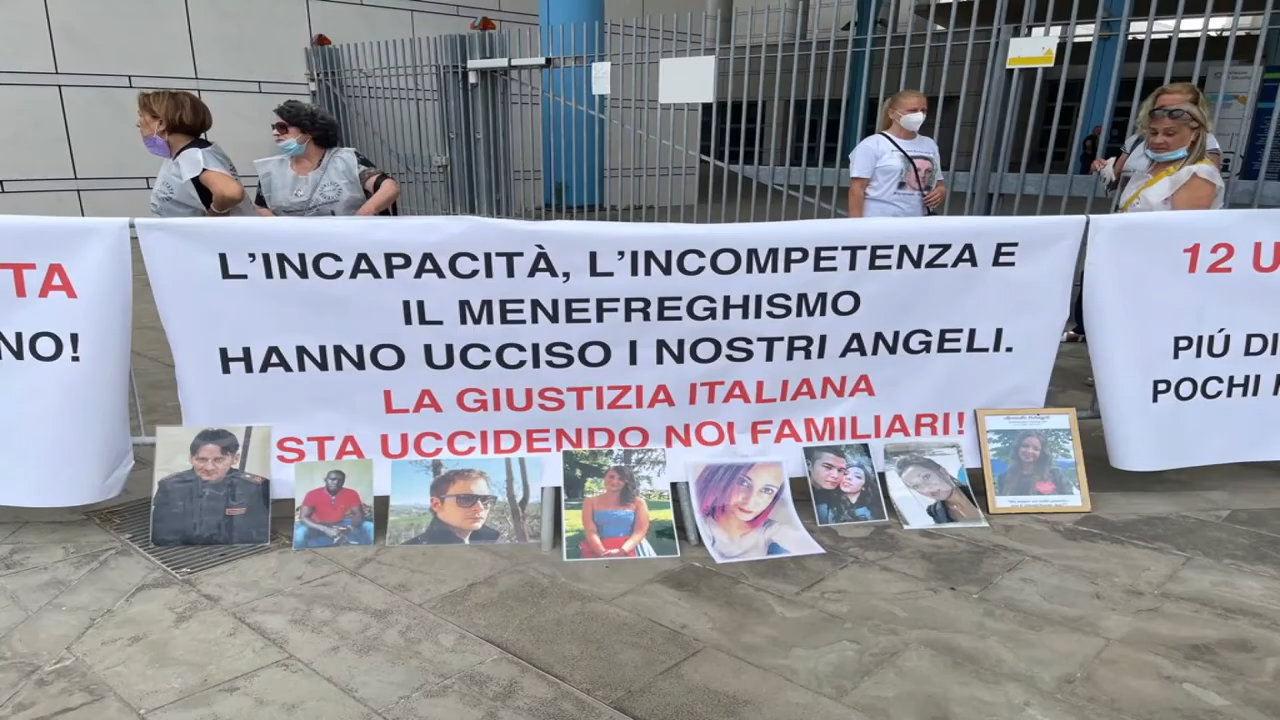 TTA
NO!
L'INCAPACITÀ, L'INCOMPETENZA E
IL MENEFREGHISMO
HANNO UCCISO I NOSTRI ANGELI.
LA GIUSTIZIA ITALIANA
STA UCCIDENDO NOI FAMILIARI!
12 U
PIÚ DI
POCHI